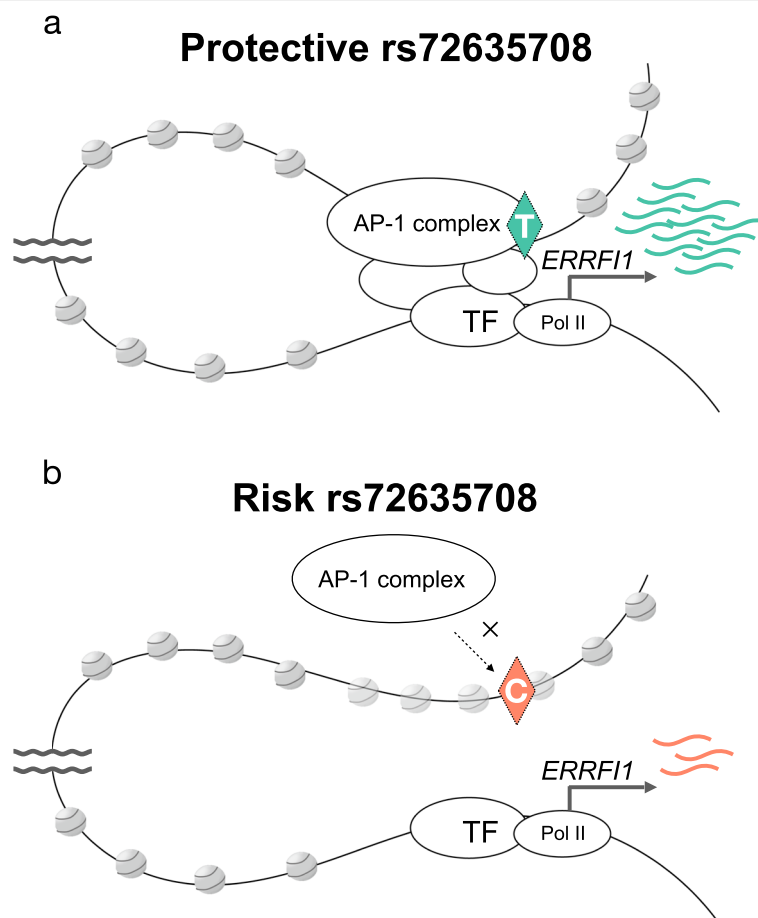 a
Protective rs72635708
AP-1 complex
T
ERRFI1
TF
Pol II
b
Risk rs72635708
AP-1 complex
×
C
ERRFI1
TF
Pol II